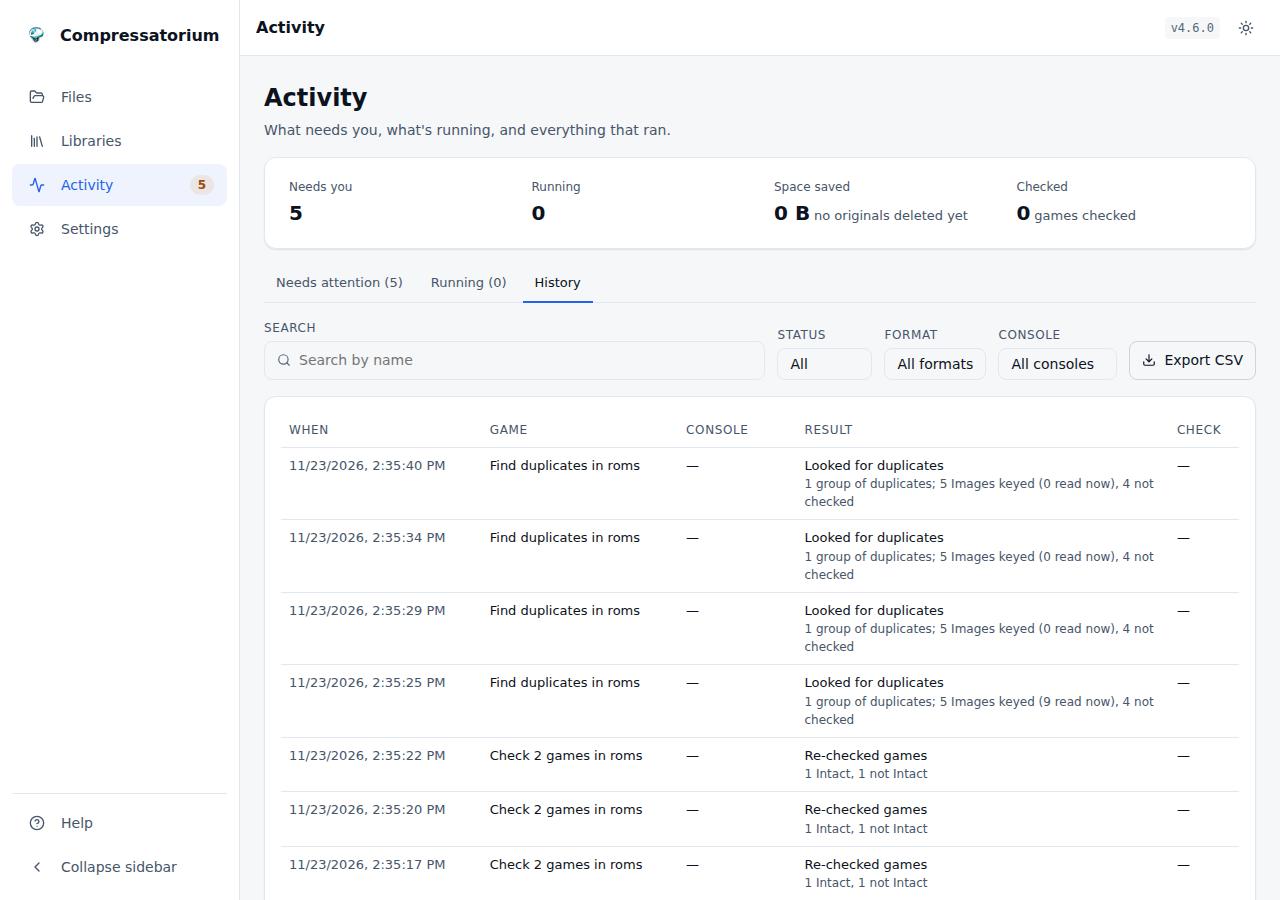 Compressatorium
Activity
v4.6.0
Files
Libraries
Activity
5
Settings
Help
Collapse sidebar
Activity
What needs you, what's running, and everything that ran.
Needs you
5
Running
0
Space saved
0 B no originals deleted yet
Checked
0 games checked
Needs attention (5)
Running (0)
History
SEARCH
Search by name
STATUS
All
FORMAT
All formats
CONSOLE
All consoles
Export CSV
WHEN GAME CONSOLE RESULT CHECK
11/23/2026, 2:35:40 PM Find duplicates in roms — Looked for duplicates —
1 group of duplicates; 5 Images keyed (0 read now), 4 not
checked
11/23/2026, 2:35:34 PM Find duplicates in roms — Looked for duplicates —
1 group of duplicates; 5 Images keyed (0 read now), 4 not
checked
11/23/2026, 2:35:29 PM Find duplicates in roms — Looked for duplicates —
1 group of duplicates; 5 Images keyed (0 read now), 4 not
checked
11/23/2026, 2:35:25 PM Find duplicates in roms — Looked for duplicates —
1 group of duplicates; 5 Images keyed (9 read now), 4 not
checked
11/23/2026, 2:35:22 PM Check 2 games in roms — Re-checked games —
1 Intact, 1 not Intact
11/23/2026, 2:35:20 PM Check 2 games in roms — Re-checked games —
1 Intact, 1 not Intact
11/23/2026, 2:35:17 PM Check 2 games in roms — Re-checked games —
1 Intact, 1 not Intact